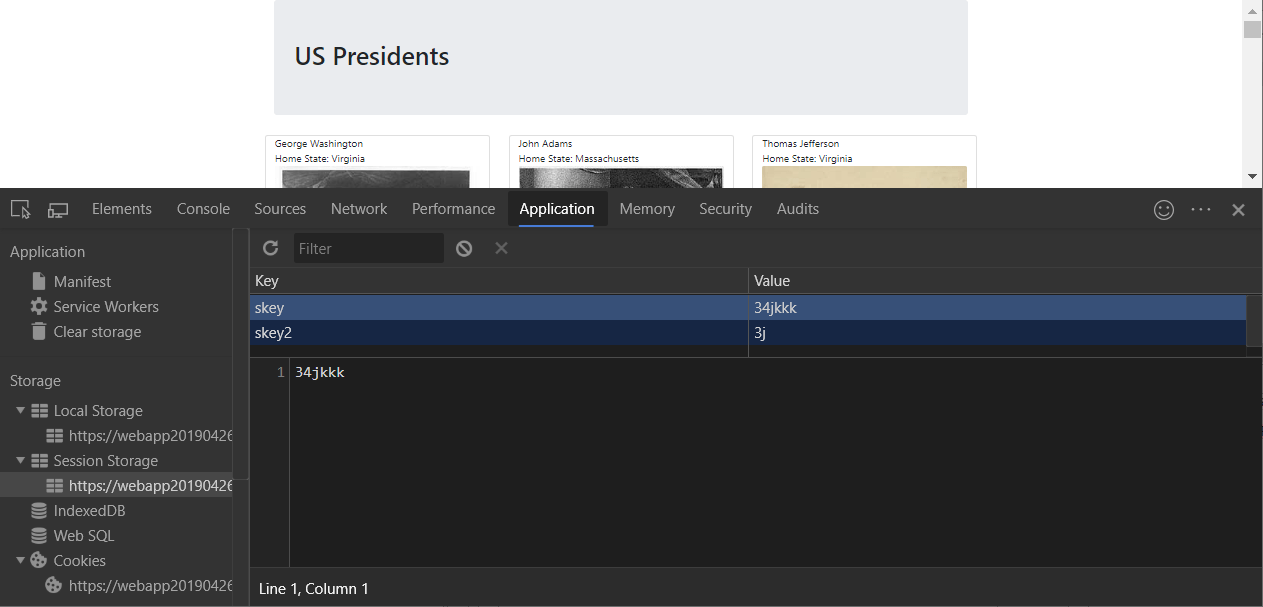 US Presidents
George Washington
Home State: Virginia
John Adams
Home State: Massachusetts
Thomas Jefferson
Home State: Virginia
Elements Console Sources Network Performance Application Memory Security Audits
Application
Manifest
Service Workers
Clear storage
Storage
Local Storage
https://webapp20190426
Session Storage
https://webapp20190426
IndexedDB
Web SQL
Cookies
https://webapp20190426
Filter
Key Value
skey 34jkkk
skey2 3j
1 34jkkk
Line 1, Column 1